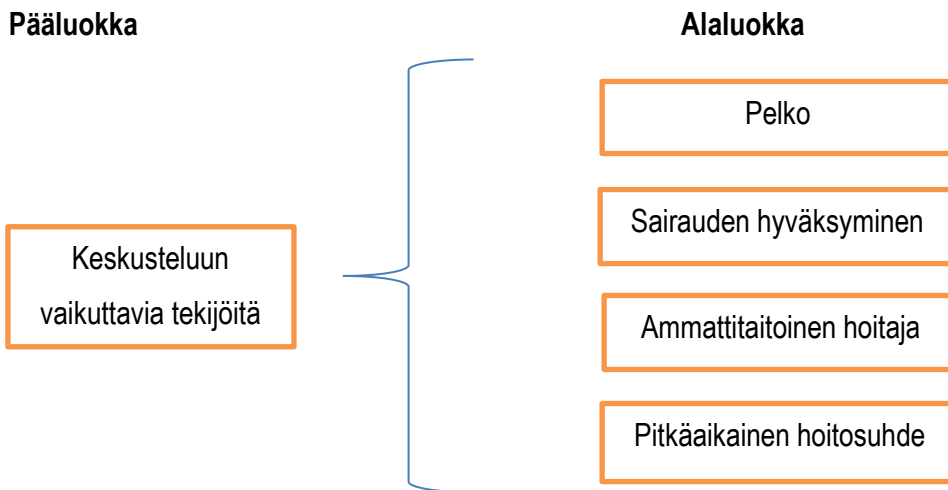 Pääluokka
Alaluokka
Pelko
Sairauden hyväksyminen
Keskusteluun
vaikuttavia tekijöitä
Ammattitaitoinen hoitaja
Pitkäaikainen hoitosuhde